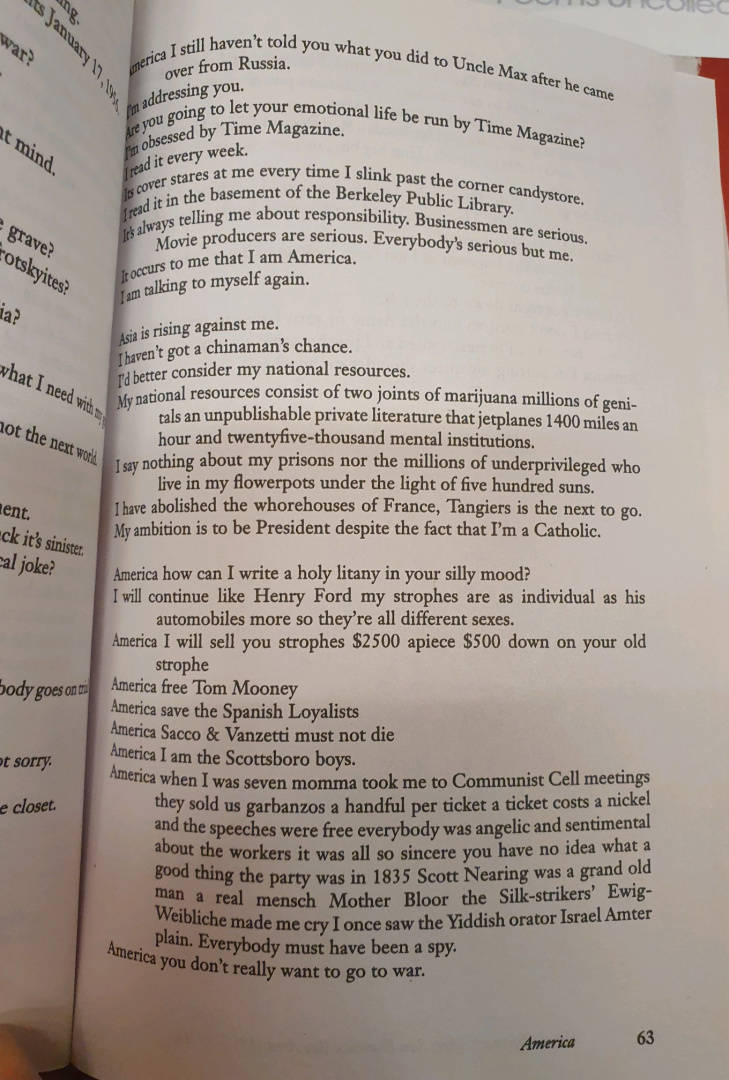 ng.
ts January 17, 1956.
war?
at mind.
e grave?
rotskyites?
ia?
what I need with my
not the next world.
ent.
ck it's sinister.
cal joke?
body goes on trial
ot sorry.
e closet.
America I still haven't told you what you did to Uncle Max after he came
over from Russia.
I'm addressing you.
Are you going to let your emotional life be run by Time Magazine?
I'm obsessed by Time Magazine.
I read it every week.
Its cover stares at me every time I slink past the corner candystore.
I read it in the basement of the Berkeley Public Library.
It's always telling me about responsibility. Businessmen are serious.
Movie producers are serious. Everybody's serious but me.
It occurs to me that I am America.
I am talking to myself again.
Asia is rising against me.
I haven't got a chinaman's chance.
I'd better consider my national resources.
My national resources consist of two joints of marijuana millions of geni-
tals an unpublishable private literature that jetplanes 1400 miles an
hour and twentyfive-thousand mental institutions.
I say nothing about my prisons nor the millions of underprivileged who
live in my flowerpots under the light of five hundred suns.
I have abolished the whorehouses of France, Tangiers is the next to go.
My ambition is to be President despite the fact that I'm a Catholic.
America how can I write a holy litany in your silly mood?
I will continue like Henry Ford my strophes are as individual as his
automobiles more so they're all different sexes.
America I will sell you strophes $2500 apiece $500 down on your old
strophe
America free Tom Mooney
America save the Spanish Loyalists
America Sacco & Vanzetti must not die
America I am the Scottsboro boys.
America when I was seven momma took me to Communist Cell meetings
they sold us garbanzos a handful per ticket a ticket costs a nickel
and the speeches were free everybody was angelic and sentimental
about the workers it was all so sincere you have no idea what a
good thing the party was in 1835 Scott Nearing was a grand old
man a real mensch Mother Bloor the Silk-strikers' Ewig-
Weibliche made me cry I once saw the Yiddish orator Israel Amter
plain. Everybody must have been a spy.
America you don't really want to go to war.
America 63